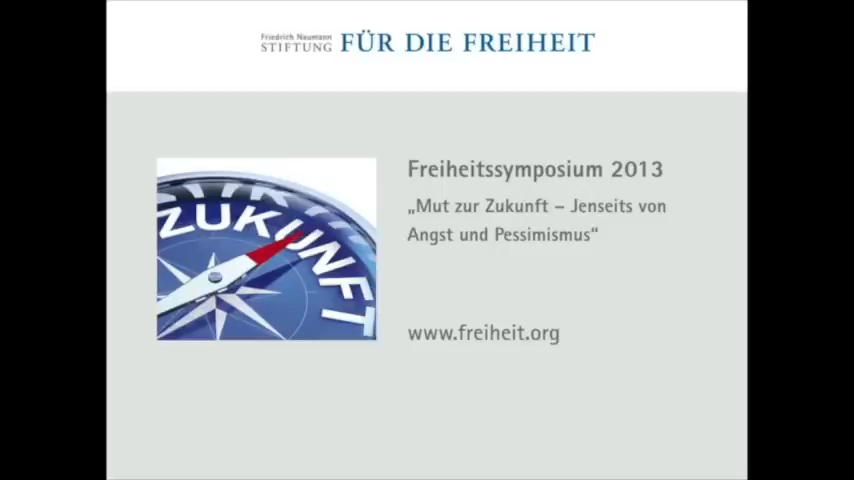 Friedrich Naumann
STIFTUNG FÜR DIE FREIHEIT
Freiheitssymposium 2013
„Mut zur Zukunft – Jenseits von
Angst und Pessimismus“
ZUKUNFT
www.freiheit.org